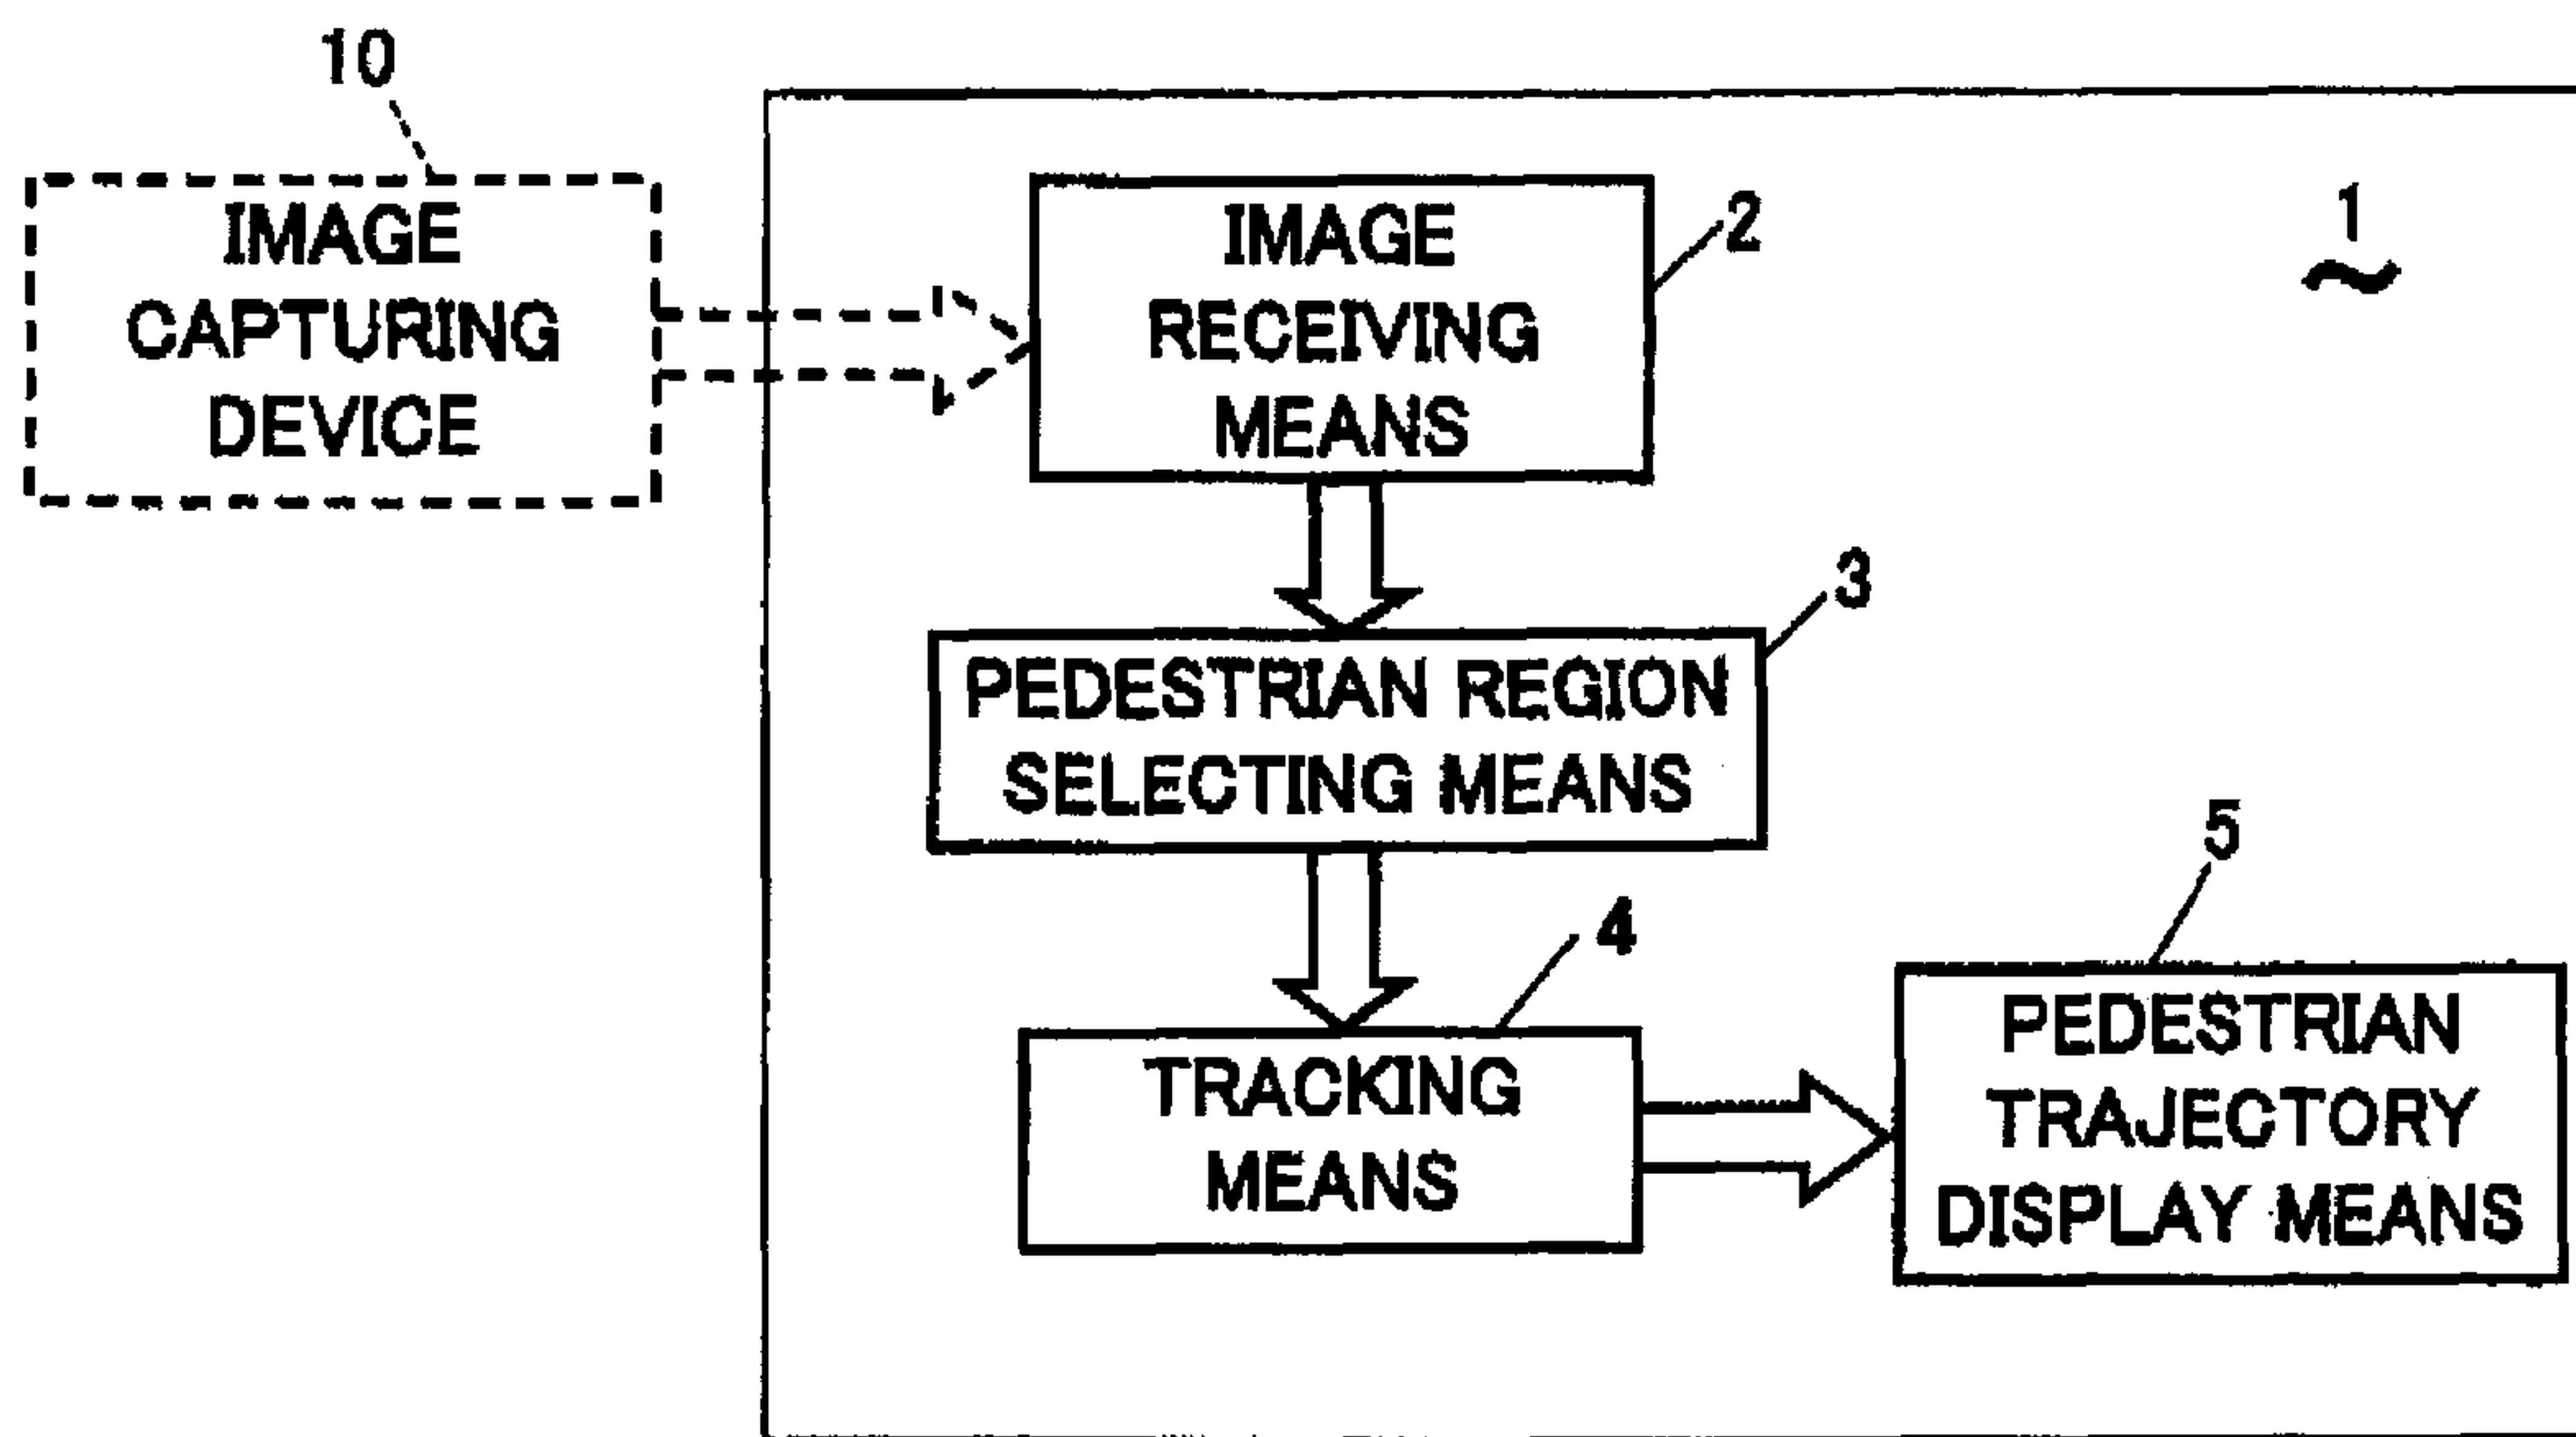 10
IMAGE
CAPTURING
DEVICE
IMAGE
RECEIVING
MEANS
2
1
PEDESTRIAN REGION
SELECTING MEANS
3
TRACKING
MEANS
4
PEDESTRIAN
TRAJECTORY
DISPLAY MEANS
5